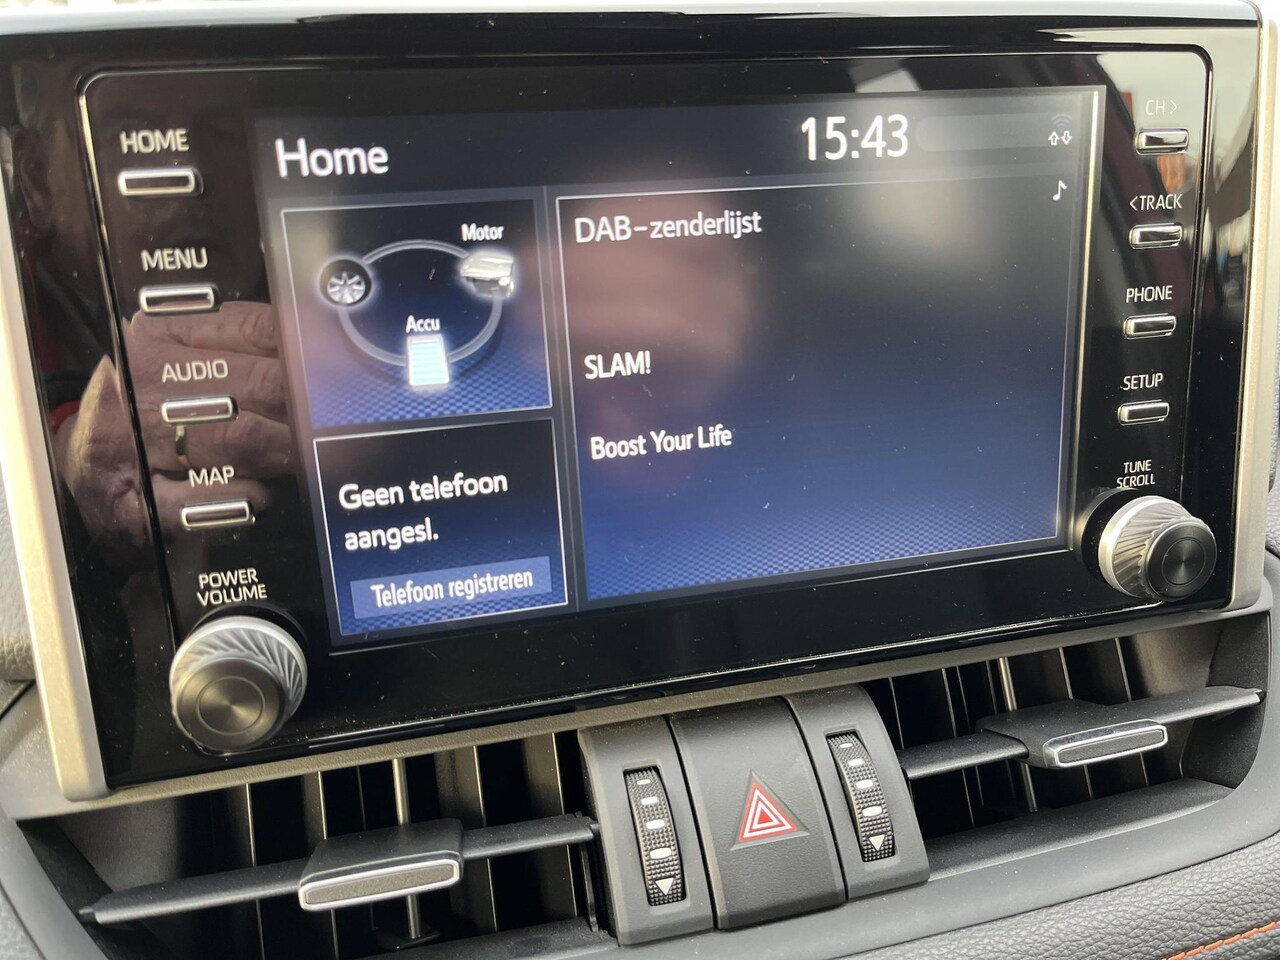 HOME
MENU
AUDIO
MAP
POWER
VOLUME
Home
15:43
Motor
Accu
Geen telefoon
aangesl.
Telefoon registreren
DAB-zenderlijst
SLAM!
Boost Your Life
CH>
<TRACK
PHONE
SETUP
TUNE
SCROLL